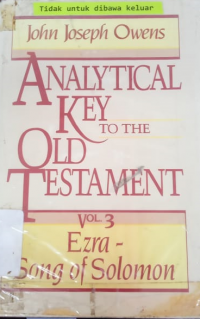 Tidak untuk dibawa keluar
John Joseph Owens
ANALYTICAL
KEY TO THE
OLD
TESTAMENT
VOL. 3
Ezra -
Song of Solomon